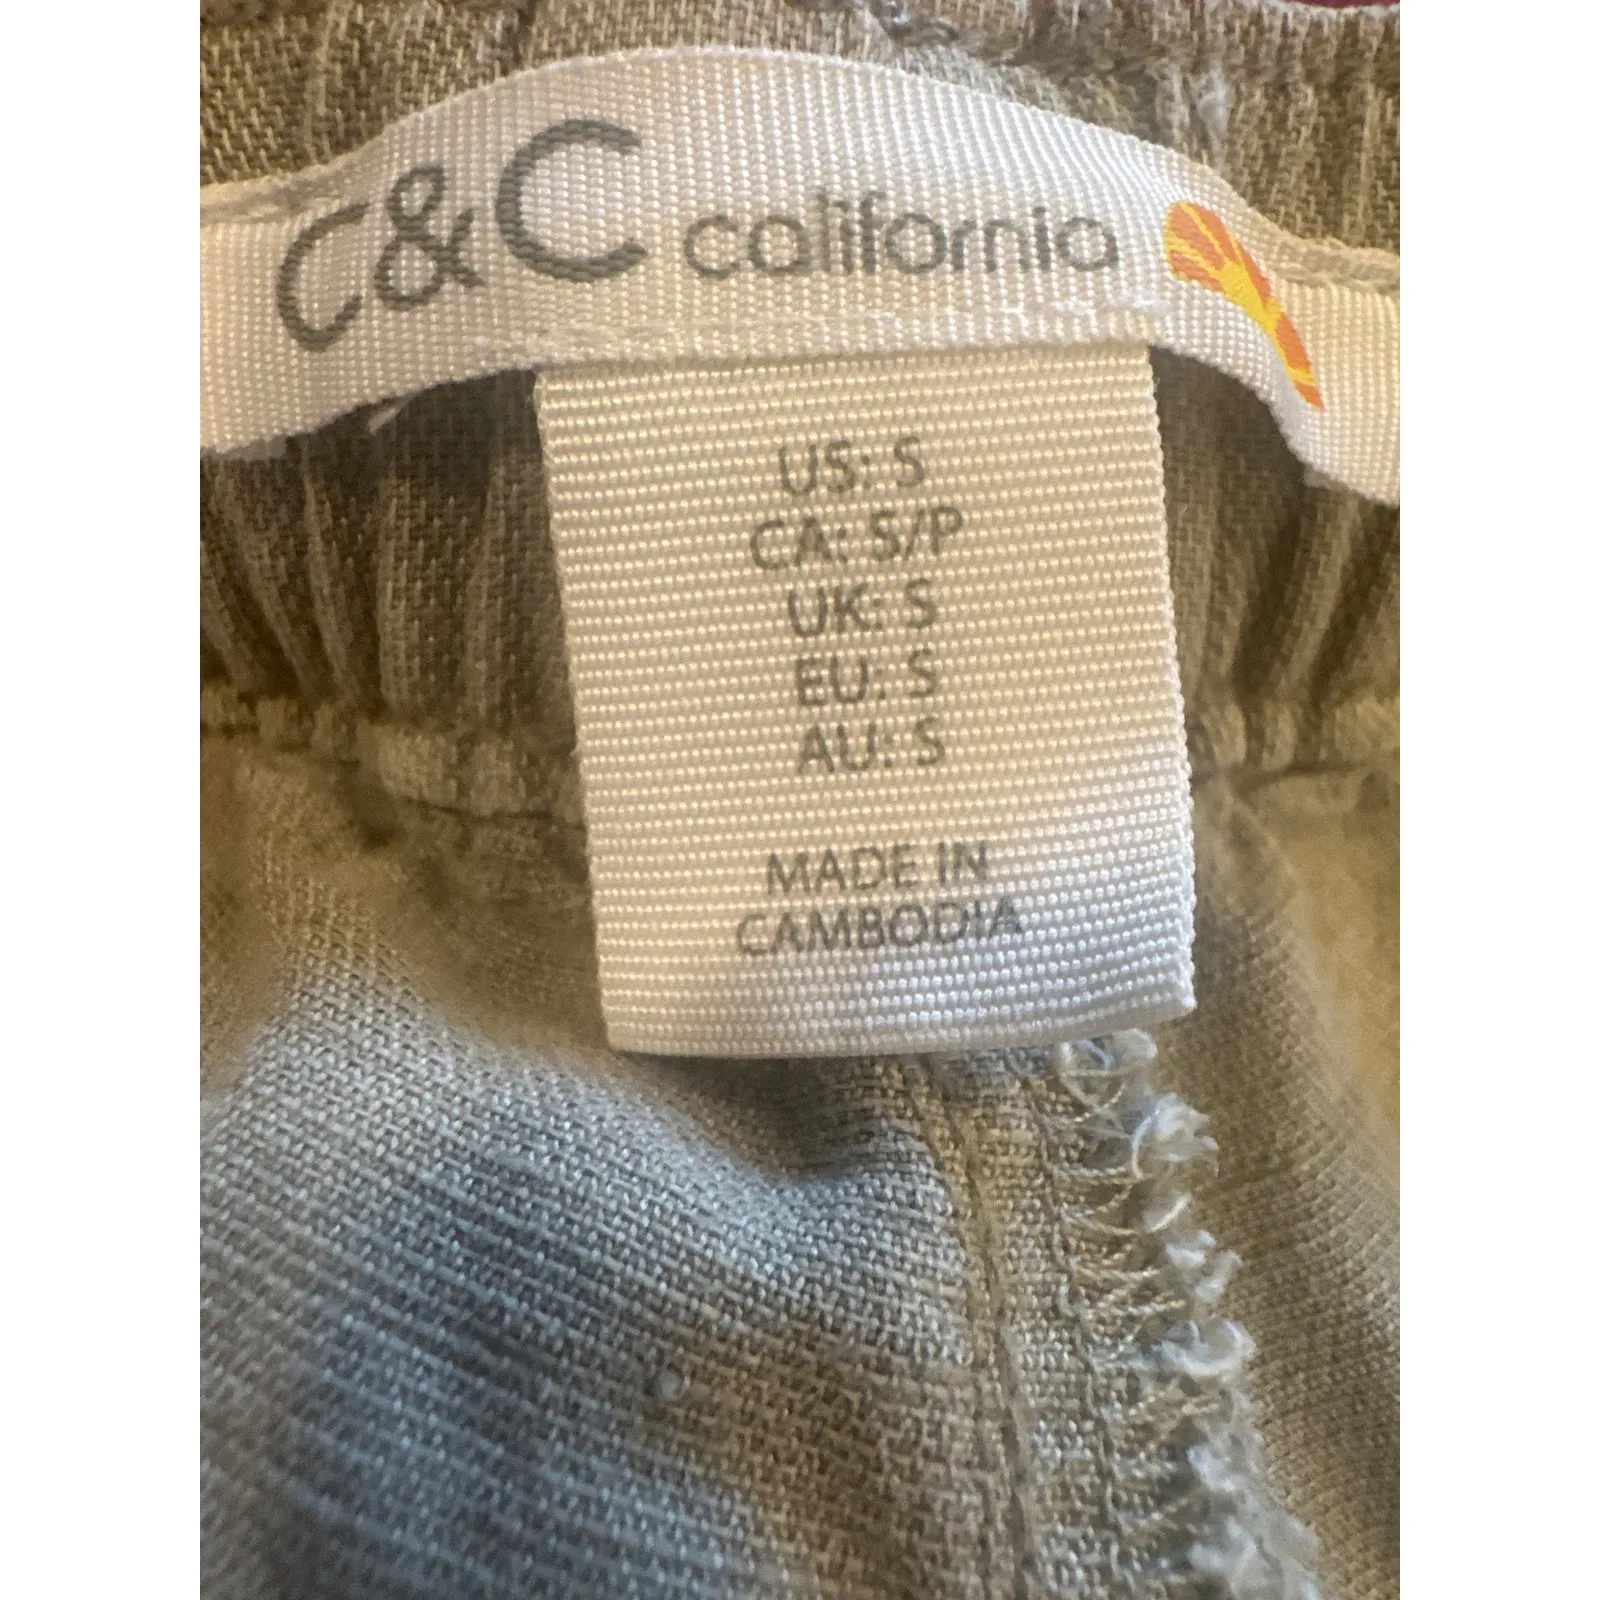 C&C california
US: S
CA: S/P
UK: S
EU: S
AU: S
MADE IN
CAMBODIA